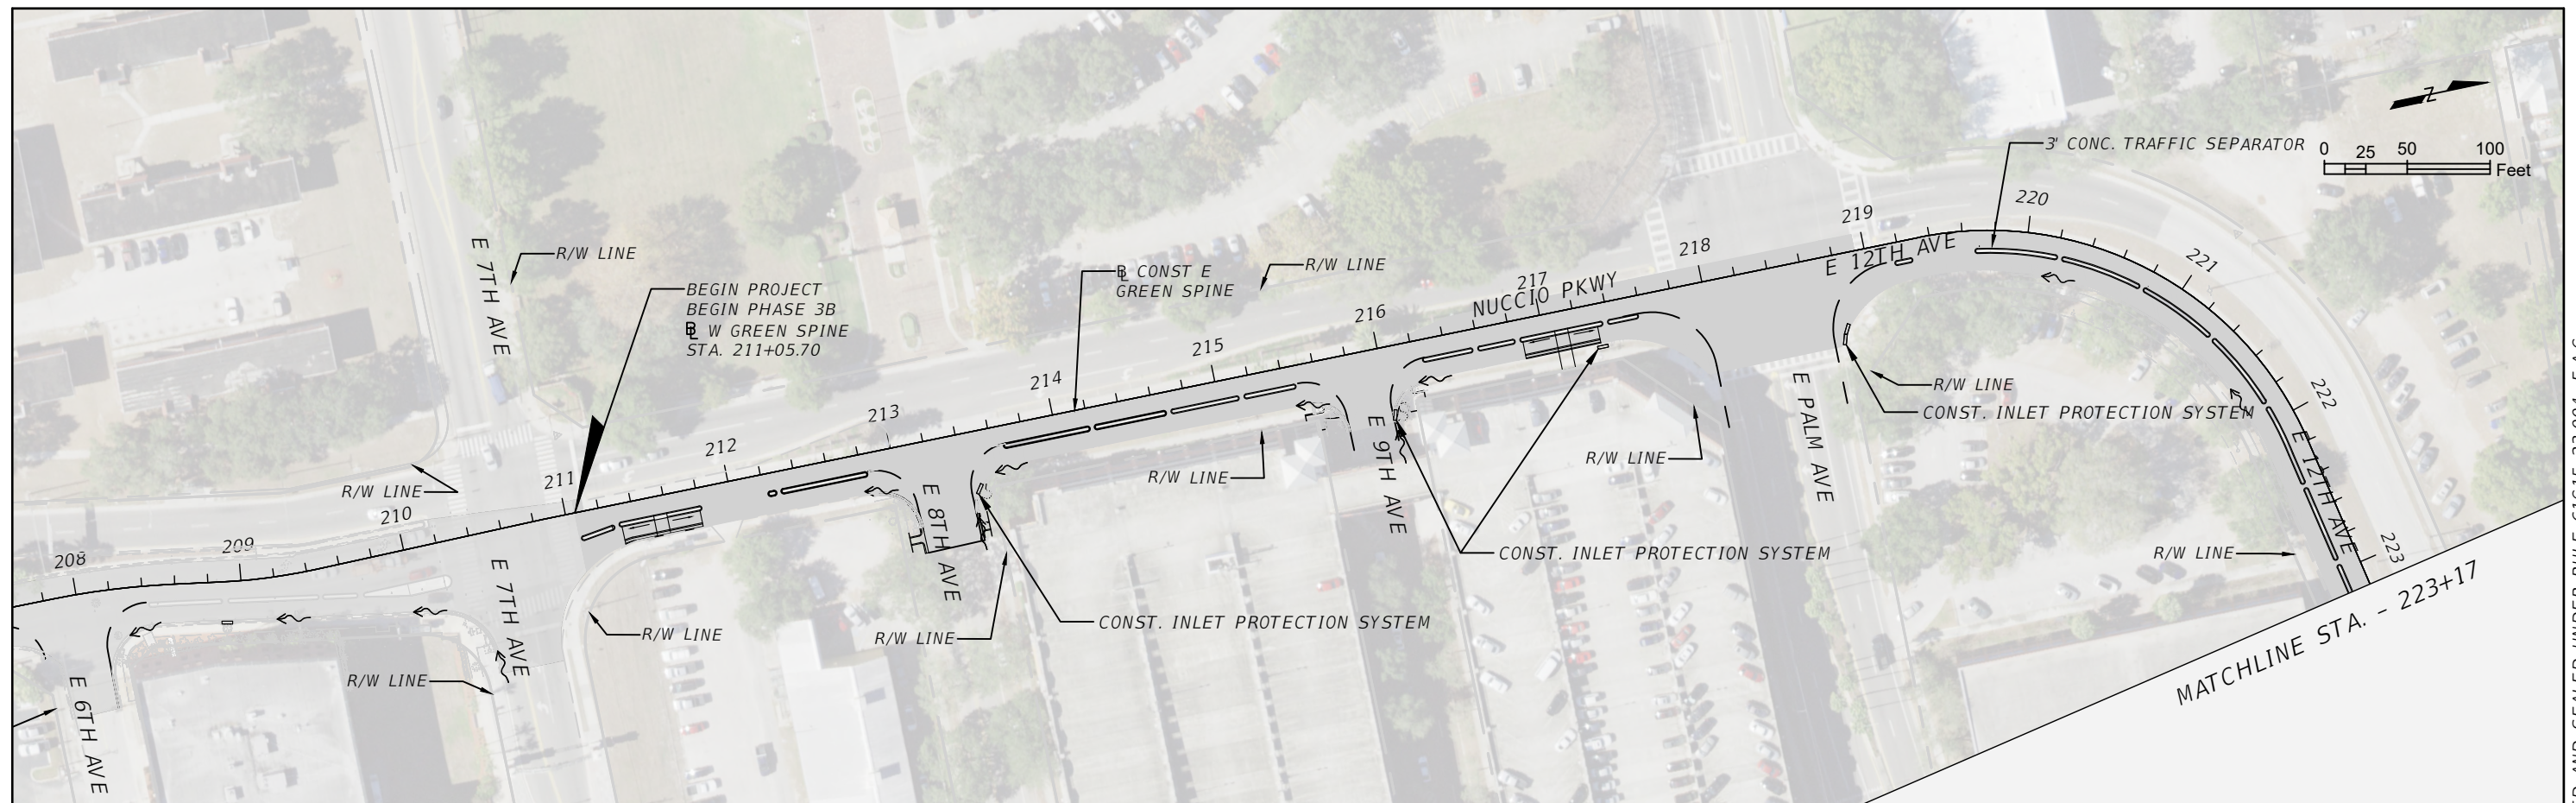 3' CONC. TRAFFIC SEPARATOR
Z
0 25 50 100
Feet
E 7TH AVE
R/W LINE
BEGIN PROJECT
BEGIN PHASE 3B
BL W GREEN SPINE
STA. 211+05.70
BL CONST E
GREEN SPINE
R/W LINE
NUCCIO PKWY
E 12TH AVE
208
209
210
211
212
213
214
215
216
217
218
219
220
221
222
223
R/W LINE
R/W LINE
R/W LINE
R/W LINE
CONST. INLET PROTECTION SYSTEM
E 12TH AVE
E 7TH AVE
E 8TH AVE
E 9TH AVE
E PALM AVE
CONST. INLET PROTECTION SYSTEM
R/W LINE
R/W LINE
R/W LINE
CONST. INLET PROTECTION SYSTEM
R/W LINE
E 6TH AVE
MATCHLINE STA. - 223+17